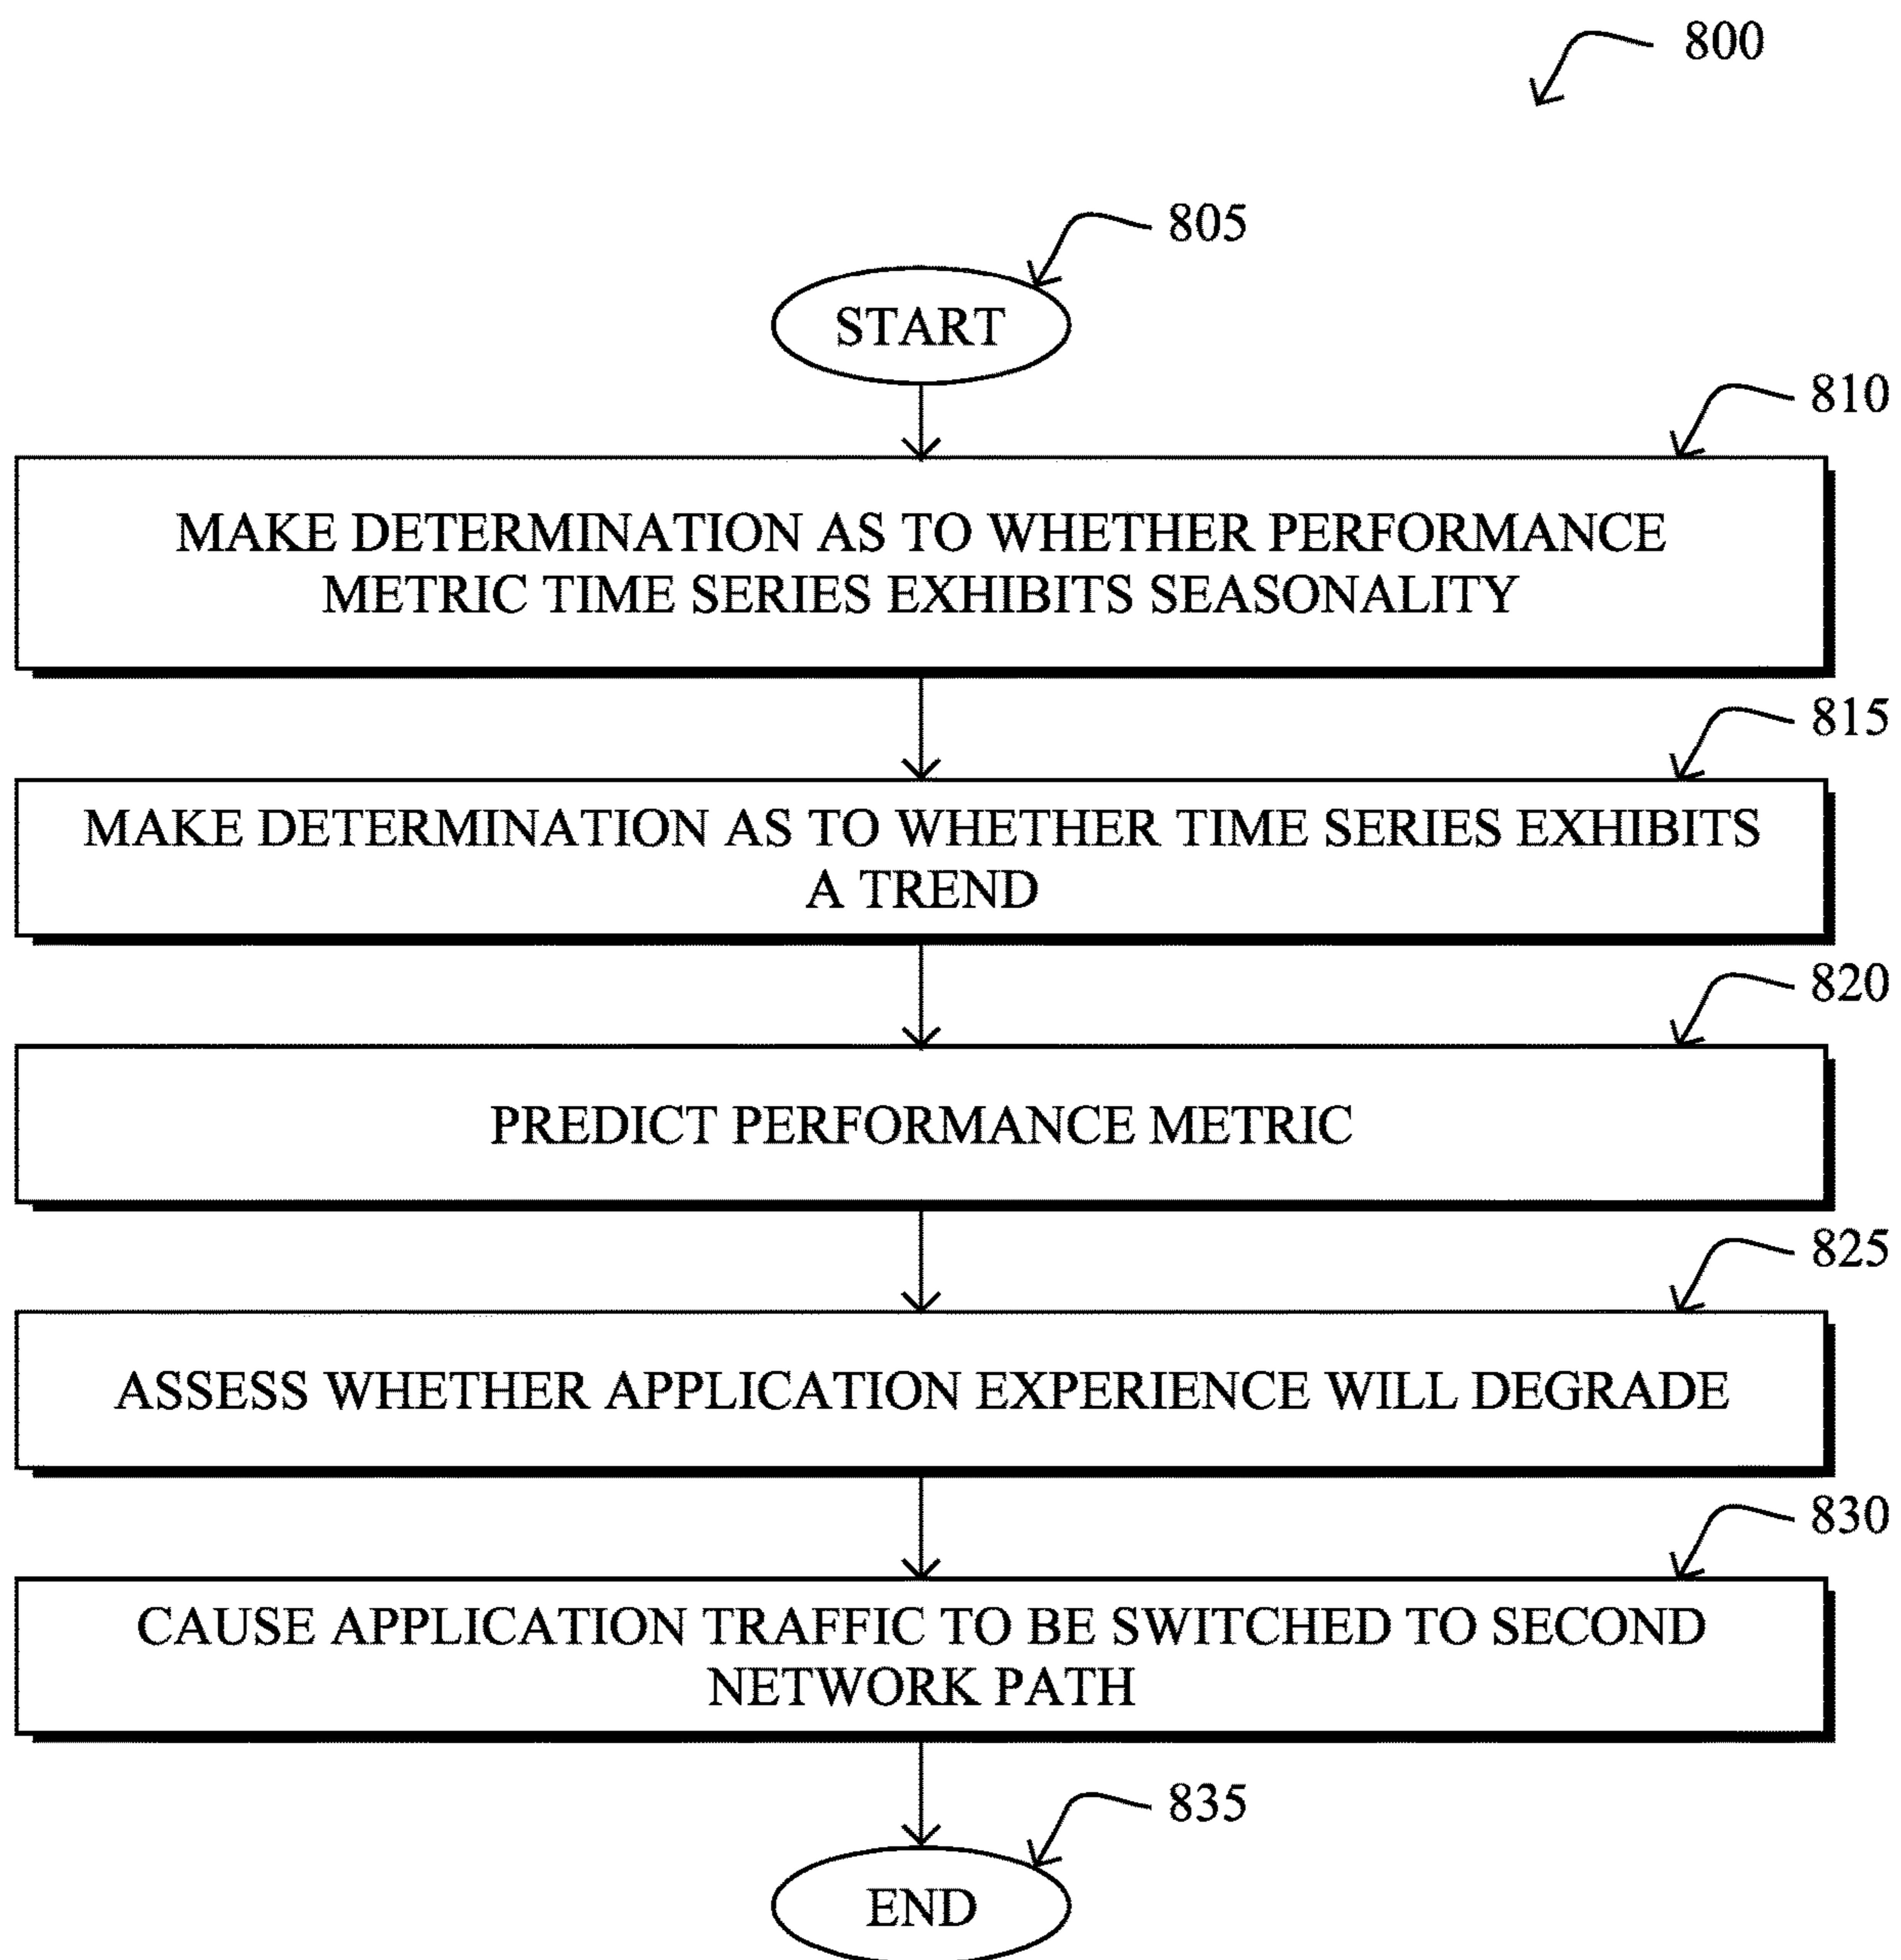 800
805
START
810
MAKE DETERMINATION AS TO WHETHER PERFORMANCE
METRIC TIME SERIES EXHIBITS SEASONALITY
815
MAKE DETERMINATION AS TO WHETHER TIME SERIES EXHIBITS
A TREND
820
PREDICT PERFORMANCE METRIC
825
ASSESS WHETHER APPLICATION EXPERIENCE WILL DEGRADE
830
CAUSE APPLICATION TRAFFIC TO BE SWITCHED TO SECOND
NETWORK PATH
835
END